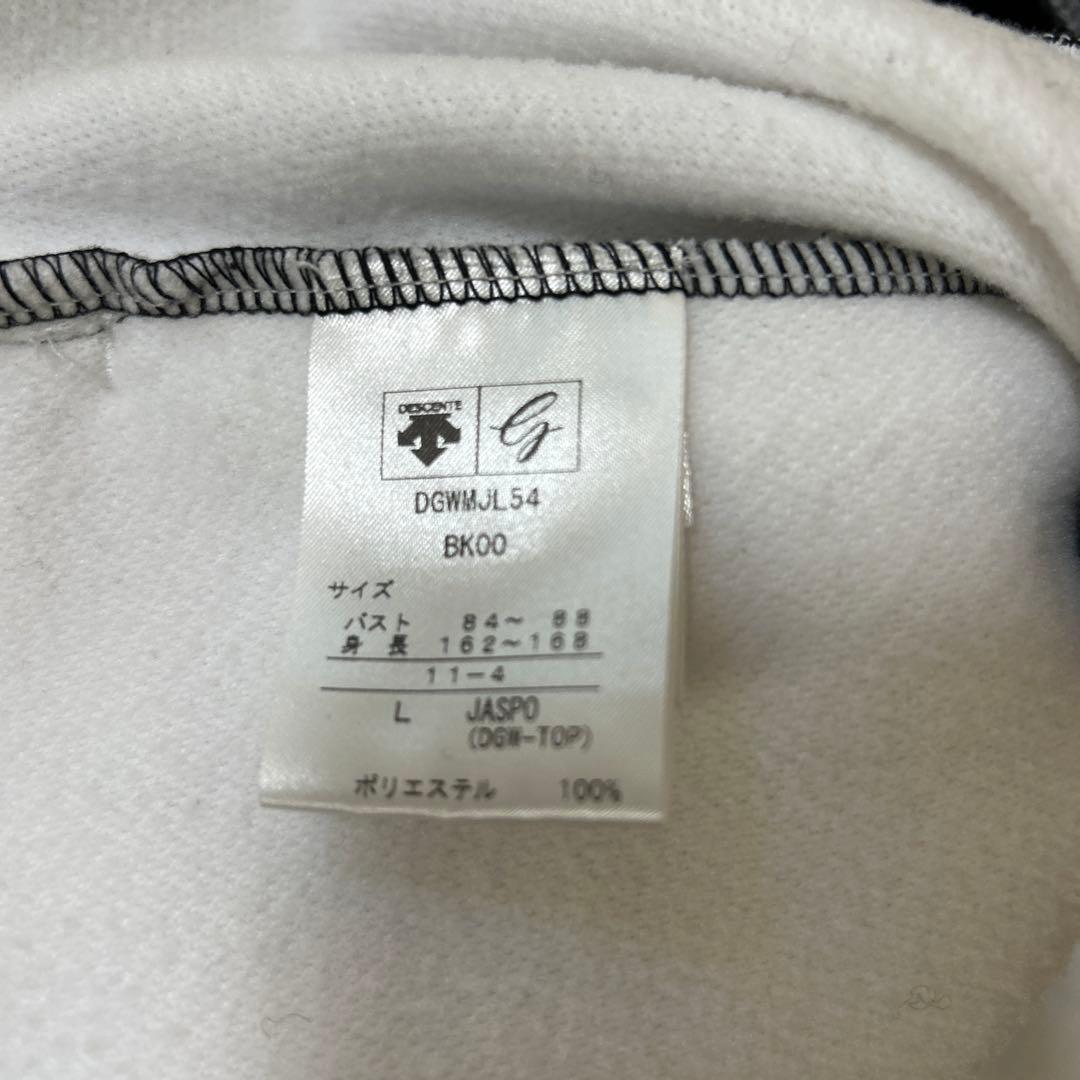 DESCENTE
DGWMJL54
BK00
サイズ
バスト 84～ 88
身 長 162～168
11－4
L JASPO
(DGW-TOP)
ポリエステル 100%